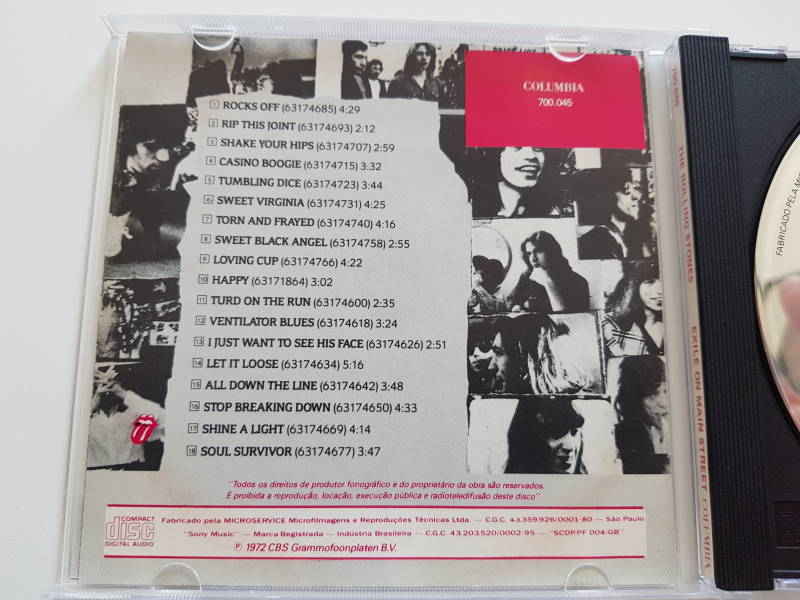 COLUMBIA
700.045
1 ROCKS OFF (63174685) 4:29
2 RIP THIS JOINT (63174693) 2:12
3 SHAKE YOUR HIPS (63174707) 2:59
4 CASINO BOOGIE (63174715) 3:32
5 TUMBLING DICE (63174723) 3:44
6 SWEET VIRGINIA (63174731) 4:25
7 TORN AND FRAYED (63174740) 4:16
8 SWEET BLACK ANGEL (63174758) 2:55
9 LOVING CUP (63174766) 4:22
10 HAPPY (63171864) 3:02
11 TURD ON THE RUN (63174600) 2:35
12 VENTILATOR BLUES (63174618) 3:24
13 I JUST WANT TO SEE HIS FACE (63174626) 2:51
14 LET IT LOOSE (63174634) 5:16
15 ALL DOWN THE LINE (63174642) 3:48
16 STOP BREAKING DOWN (63174650) 4:33
17 SHINE A LIGHT (63174669) 4:14
18 SOUL SURVIVOR (63174677) 3:47
"Todos os direitos de produtor fonográfico e do proprietário da obra são reservados.
É proibida a reprodução, locação, execução pública e radioteledifusão deste disco"
COMPACT
disc
DIGITAL AUDIO
Fabricado pela MICROSERVICE Microfilmagens e Reproduções Técnicas Ltda. — C.G.C. 43.359.926/0001-80 — São Paulo
"Sony Music" — Marca Registrada — Indústria Brasileira — C.G.C. 43.203.520/0002-95 — "SCDP.PF 004/GB"
Ⓟ 1972 CBS Grammofoonplaten B.V.
700.045 THE ROLLING STONES EXILE ON MAIN STREET COLUMBIA
FABRICADO PELA